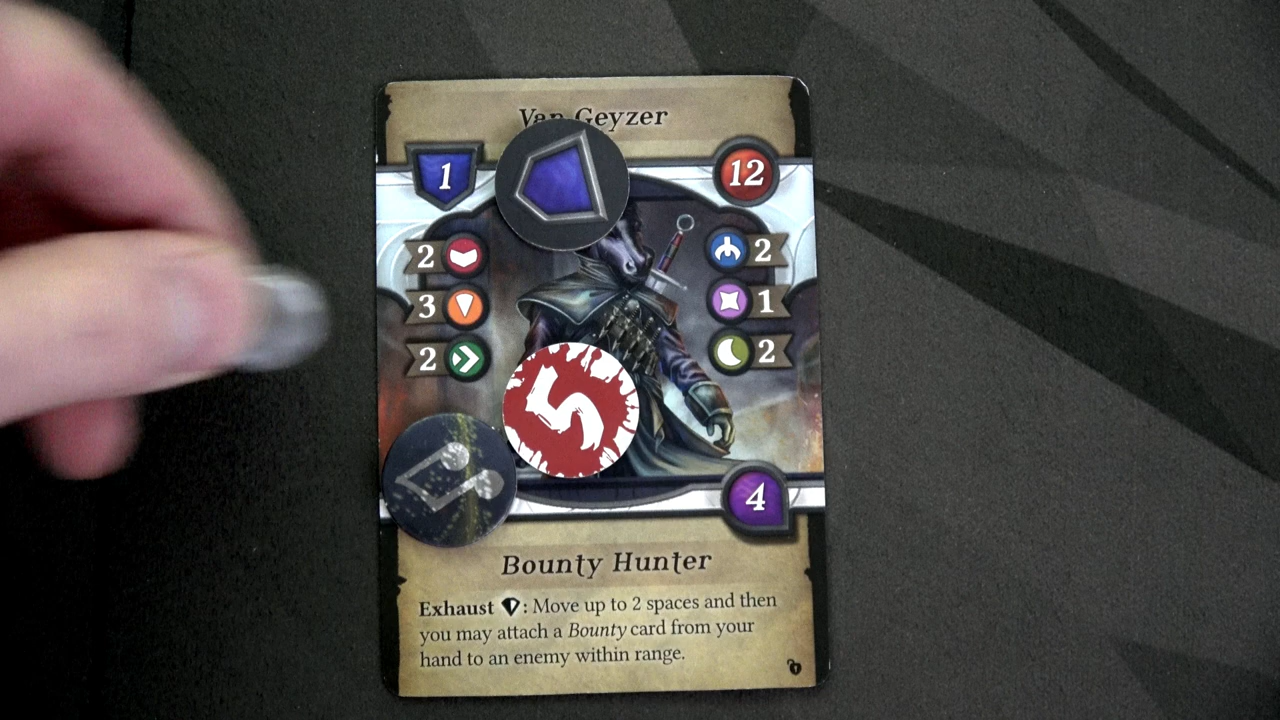 Van Geyzer
1 12
2 2
3 1
2 2
5
4
Bounty Hunter
Exhaust : Move up to 2 spaces and then
you may attach a Bounty card from your
hand to an enemy within range.